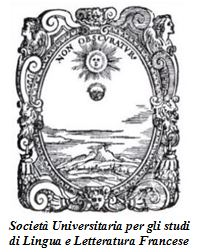 NON OBSCVRATVR
Società Universitaria per gli studi
di Lingua e Letteratura Francese